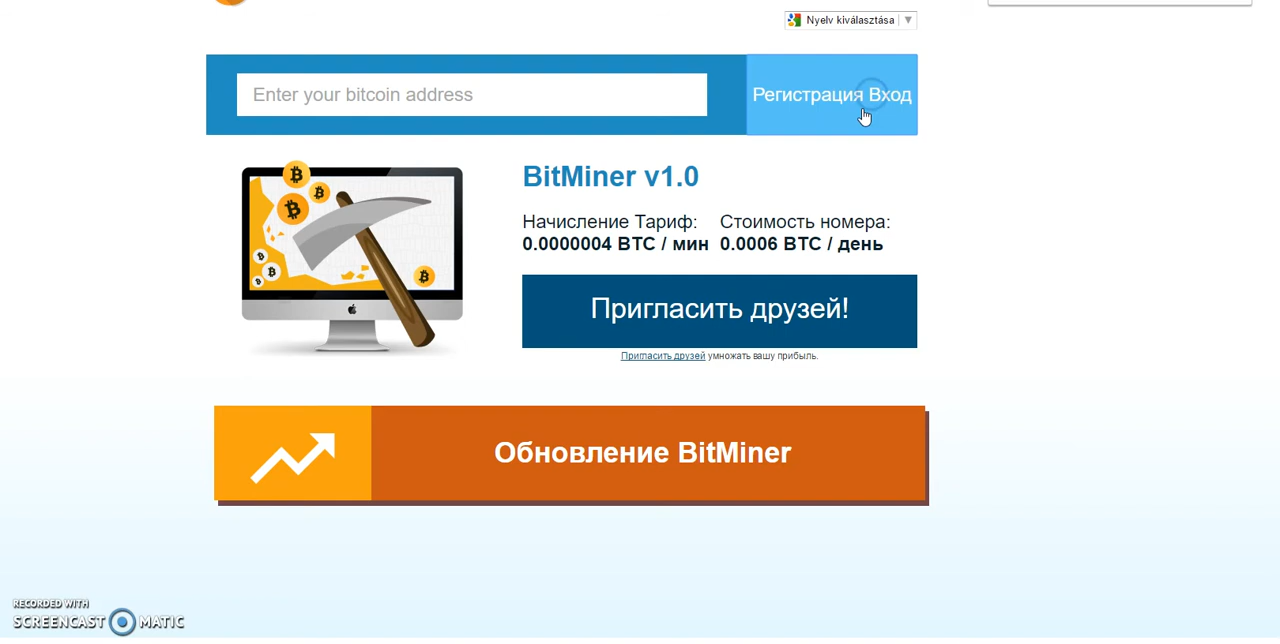 Nyelv kiválasztása ▼
Enter your bitcoin address
Регистрация Вход
BitMiner v1.0
Начисление Тариф: Стоимость номера:
0.0000004 BTC / мин 0.0006 BTC / день
Пригласить друзей!
Пригласить друзей умножать вашу прибыль.
Обновление BitMiner
RECORDED WITH
SCREENCAST MATIC